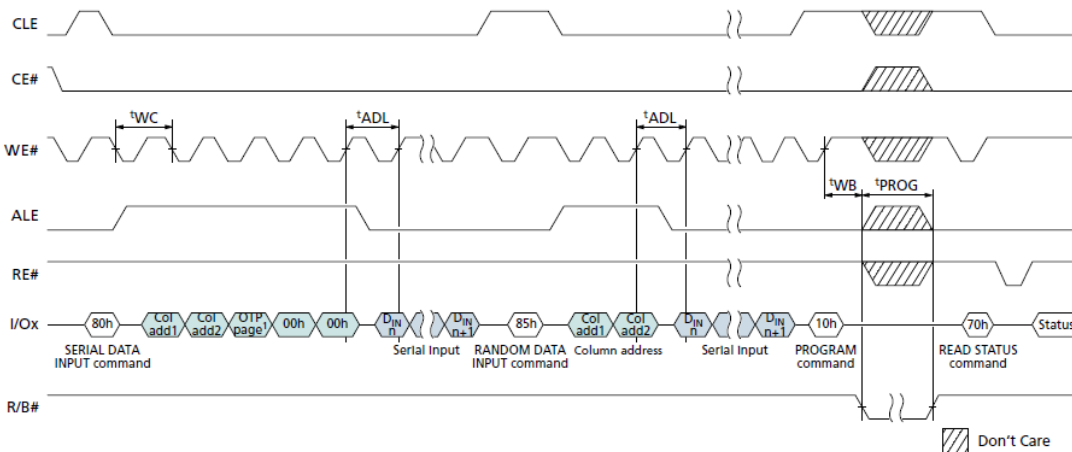 CLE
CE#
tWC
tADL
tADL
WE#
tWB
tPROG
ALE
RE#
I/Ox
80h
Col add1
Col add2
OTP page1
00h
00h
DIN n
DIN n+1
85h
Col add1
Col add2
DIN n
DIN n+1
10h
70h
Status
SERIAL DATA
INPUT command
Serial Input
RANDOM DATA
INPUT command
Column address
Serial input
PROGRAM
command
READ STATUS
command
R/B#
Don't Care